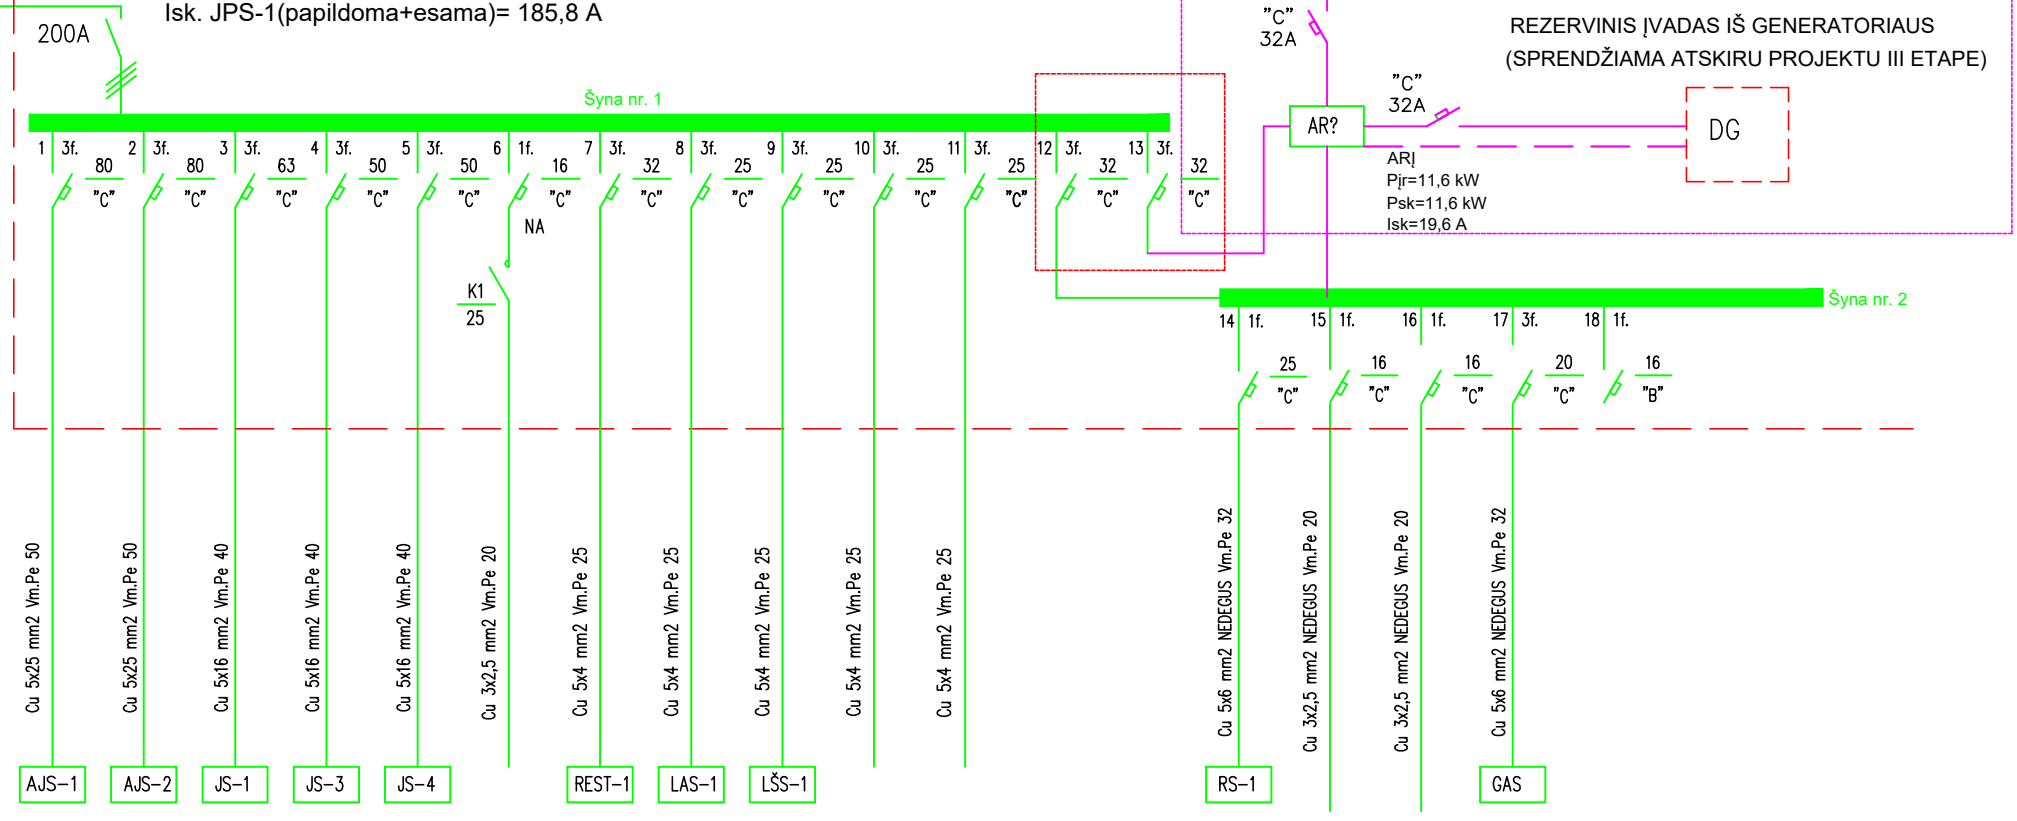 Isk. JPS-1(papildoma+esama)= 185,8 A
200A
Šyna nr. 1
"C"
32A
REZERVINIS ĮVADAS IŠ GENERATORIAUS
(SPRENDŽIAMA ATSKIRU PROJEKTU III ETAPE)
"C"
32A
AR?
DG
ARĮ
Pįr=11,6 kW
Psk=11,6 kW
Isk=19,6 A
1 3f. 2 3f. 3 3f. 4 3f. 5 3f. 6 1f. 7 3f. 8 3f. 9 3f. 10 3f. 11 3f. 12 3f. 13 3f.
80 80 63 50 50 16 32 25 25 25 25 32 32
"C" "C" "C" "C" "C" "C" "C" "C" "C" "C" "C" "C" "C"
NA
K1
25
Šyna nr. 2
14 1f. 15 1f. 16 1f. 17 3f. 18 1f.
25 16 16 20 16
"C" "C" "C" "C" "B"
Cu 5x25 mm2 Vm.Pe 50
Cu 5x25 mm2 Vm.Pe 50
Cu 5x16 mm2 Vm.Pe 40
Cu 5x16 mm2 Vm.Pe 40
Cu 5x16 mm2 Vm.Pe 40
Cu 3x2,5 mm2 Vm.Pe 20
Cu 5x4 mm2 Vm.Pe 25
Cu 5x4 mm2 Vm.Pe 25
Cu 5x4 mm2 Vm.Pe 25
Cu 5x4 mm2 Vm.Pe 25
Cu 5x4 mm2 Vm.Pe 25
Cu 5x6 mm2 NEDEGUS Vm.Pe 32
Cu 3x2,5 mm2 NEDEGUS Vm.Pe 20
Cu 3x2,5 mm2 NEDEGUS Vm.Pe 20
Cu 5x6 mm2 NEDEGUS Vm.Pe 32
AJS-1
AJS-2
JS-1
JS-3
JS-4
REST-1
LAS-1
LŠS-1
RS-1
GAS